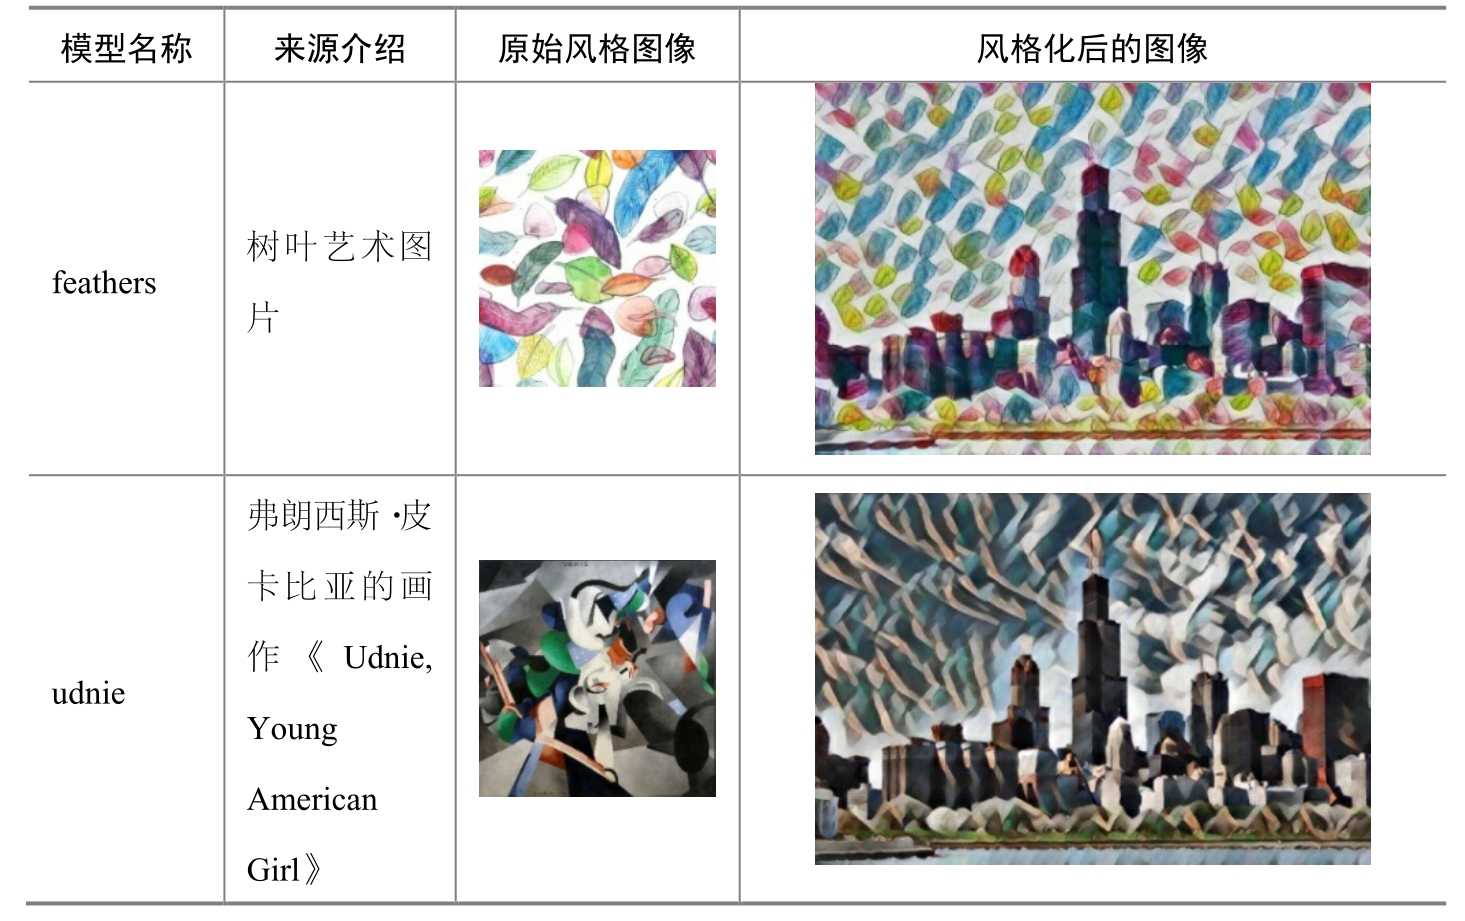 模型名称 来源介绍 原始风格图像 风格化后的图像
feathers
树叶艺术图
片
udnie
弗朗西斯·皮
卡比亚的画
作《Udnie,
Young
American
Girl》